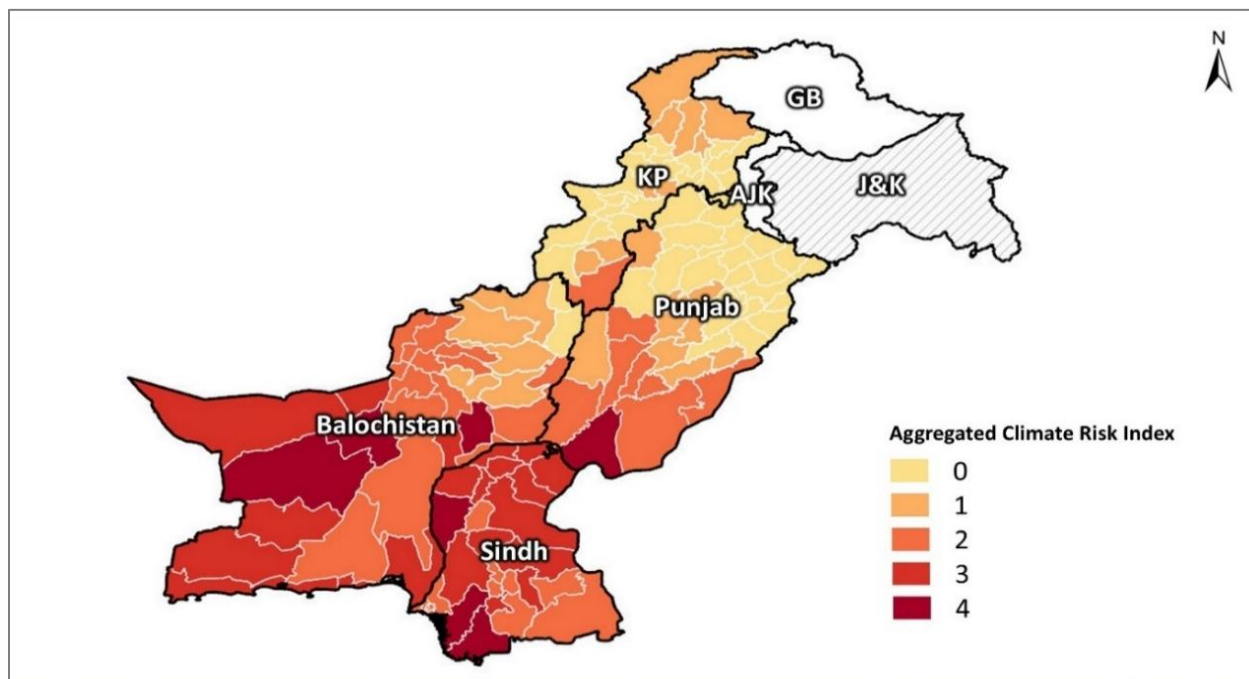 N
GB
KP
AJK
J&K
Punjab
Balochistan
Sindh
Aggregated Climate Risk Index
0
1
2
3
4